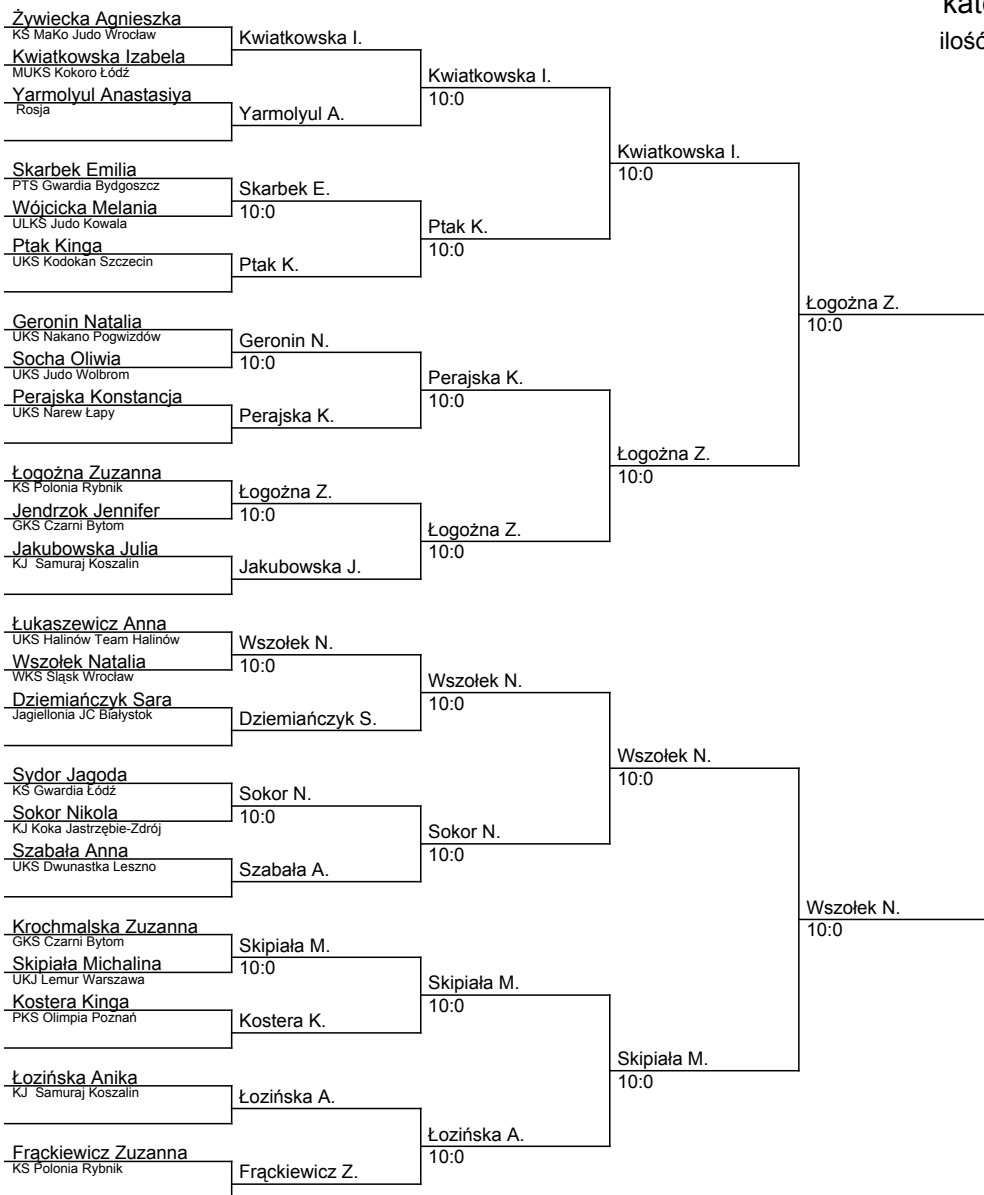 kate
ilość
Żywiecka Agnieszka
KS MaKo Judo Wrocław
Kwiatkowska Izabela
MUKS Kokoro Łódź
Yarmolyul Anastasiya
Rosja
Skarbek Emilia
PTS Gwardia Bydgoszcz
Wójcicka Melania
ULKS Judo Kowala
Ptak Kinga
UKS Kodokan Szczecin
Geronin Natalia
UKS Nakano Pogwizdów
Socha Oliwia
UKS Judo Wolbrom
Perajska Konstancja
UKS Narew Łapy
Łogożna Zuzanna
KS Polonia Rybnik
Jendrzok Jennifer
GKS Czarni Bytom
Jakubowska Julia
KJ Samuraj Koszalin
Łukaszewicz Anna
UKS Halinów Team Halinów
Wszołek Natalia
WKS Śląsk Wrocław
Dziemiańczyk Sara
Jagiellonia JC Białystok
Sydor Jagoda
KS Gwardia Łódź
Sokor Nikola
KJ Koka Jastrzębie-Zdrój
Szabała Anna
UKS Dwunastka Leszno
Krochmalska Zuzanna
GKS Czarni Bytom
Skipiała Michalina
UKJ Lemur Warszawa
Kostera Kinga
PKS Olimpia Poznań
Łozińska Anika
KJ Samuraj Koszalin
Frąckiewicz Zuzanna
KS Polonia Rybnik
Kwiatkowska I.
Yarmolyul A.
Skarbek E.
10:0
Ptak K.
Geronin N.
10:0
Perajska K.
Łogożna Z.
10:0
Jakubowska J.
Wszołek N.
10:0
Dziemiańczyk S.
Sokor N.
10:0
Szabała A.
Skipiała M.
10:0
Kostera K.
Łozińska A.
Frąckiewicz Z.
Kwiatkowska I.
10:0
Ptak K.
10:0
Perajska K.
10:0
Łogożna Z.
10:0
Wszołek N.
10:0
Sokor N.
10:0
Skipiała M.
10:0
Łozińska A.
10:0
Kwiatkowska I.
10:0
Łogożna Z.
10:0
Wszołek N.
10:0
Skipiała M.
10:0
Łogożna Z.
10:0
Wszołek N.
10:0